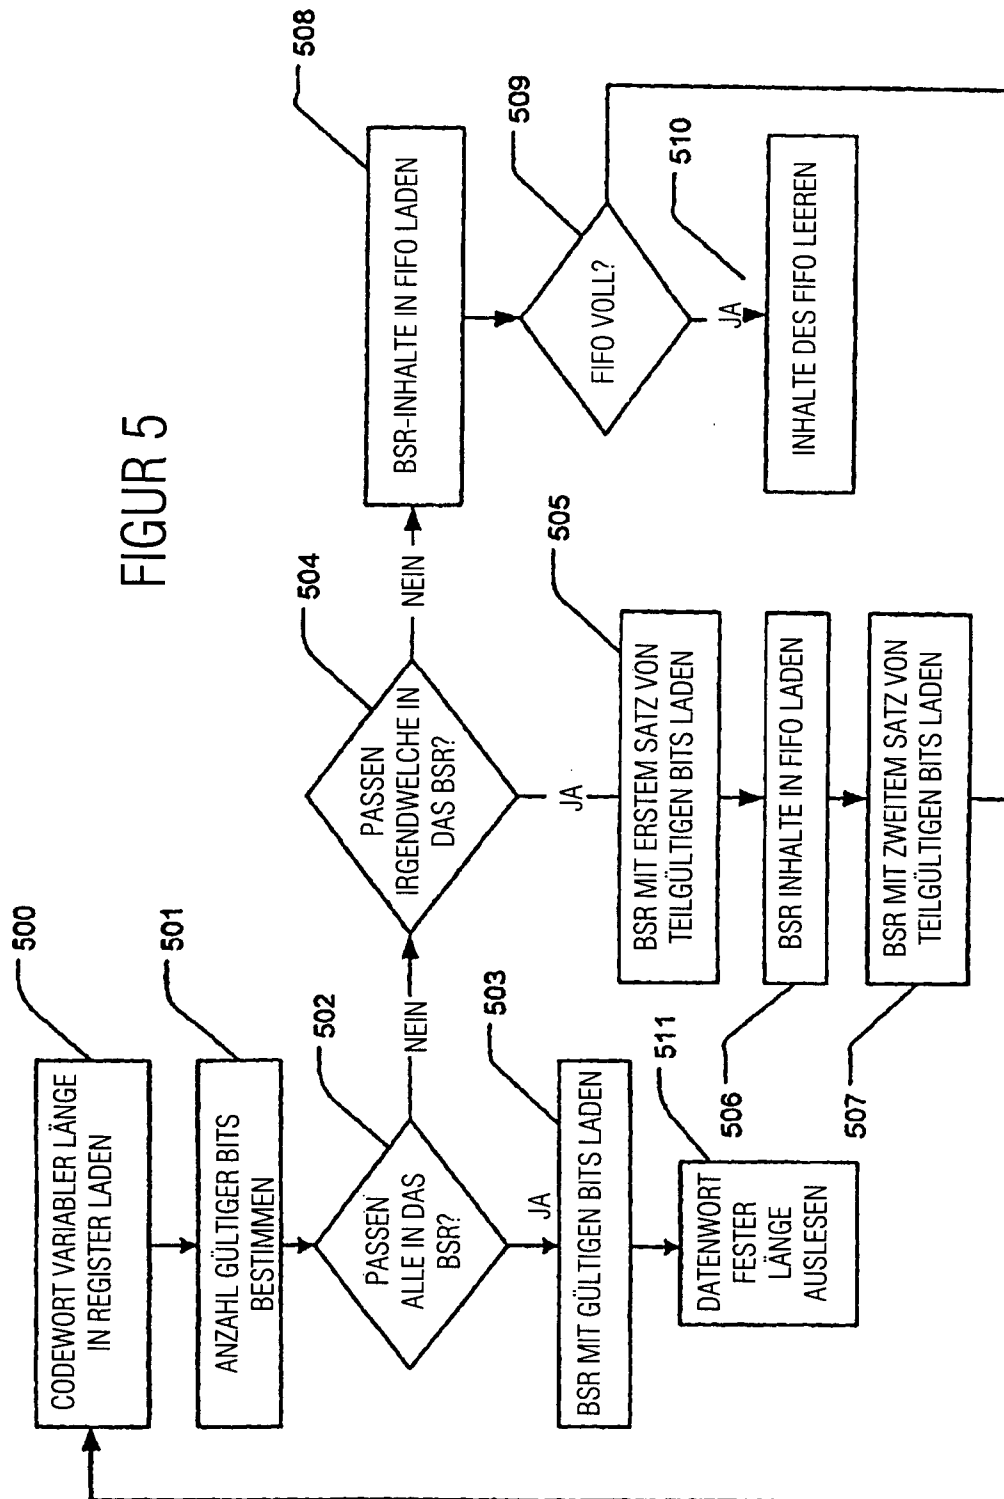 FIGUR 5
500
CODEWORT VARIABLER LÄNGE
IN REGISTER LADEN
501
ANZAHL GÜLTIGER BITS
BESTIMMEN
502
PASSEN
ALLE IN DAS
BSR?
NEIN
JA
503
BSR MIT GÜLTIGEN BITS LADEN
511
DATENWORT
FESTER
LÄNGE
AUSLESEN
504
PASSEN
IRGENDWELCHE IN
DAS BSR?
NEIN
JA
505
BSR MIT ERSTEM SATZ VON
TEILGÜLTIGEN BITS LADEN
506
BSR INHALTE IN FIFO LADEN
507
BSR MIT ZWEITEM SATZ VON
TEILGÜLTIGEN BITS LADEN
508
BSR-INHALTE IN FIFO LADEN
509
FIFO VOLL?
JA
510
INHALTE DES FIFO LEEREN